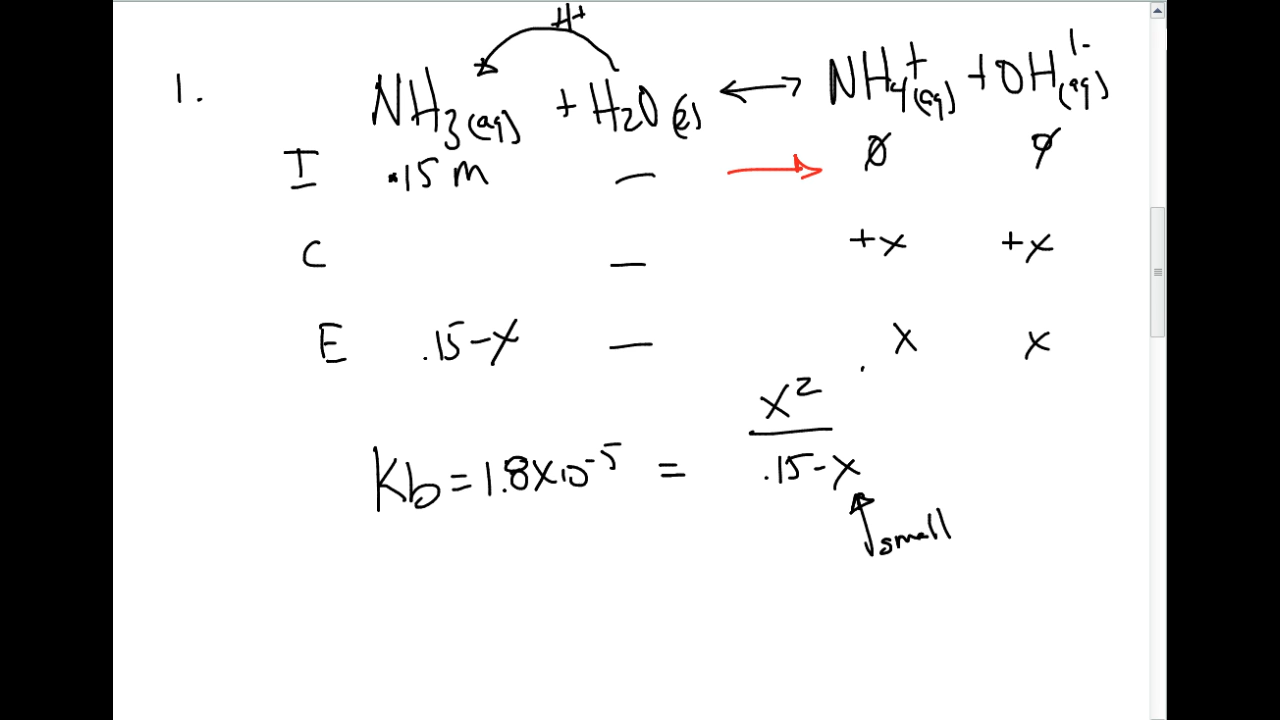 H+
1. NH3(aq) + H2O(l) ⟷ NH4+(aq) + OH1-(aq)
I .15 M — → Ø Ø
C — +x +x
E .15-x — x x
Kb = 1.8x10-5 = x2 / .15-x
small